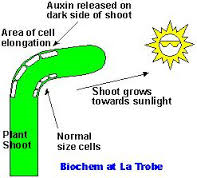 Auxin released on
dark side of shoot
Area of cell
elongation
Shoot grows
towards sunlight
Plant
Shoot
Normal
size cells
Biochem at La Trobe